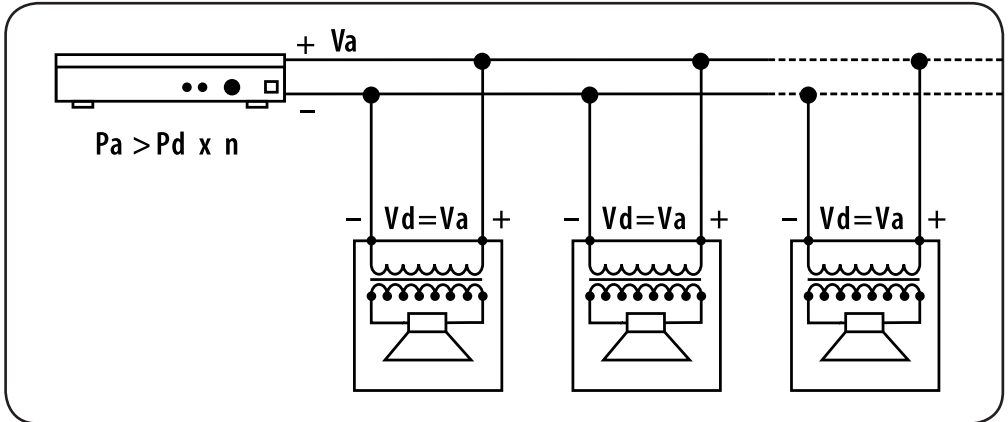 + Va
−
Pa > Pd x n
− Vd=Va +
− Vd=Va +
− Vd=Va +